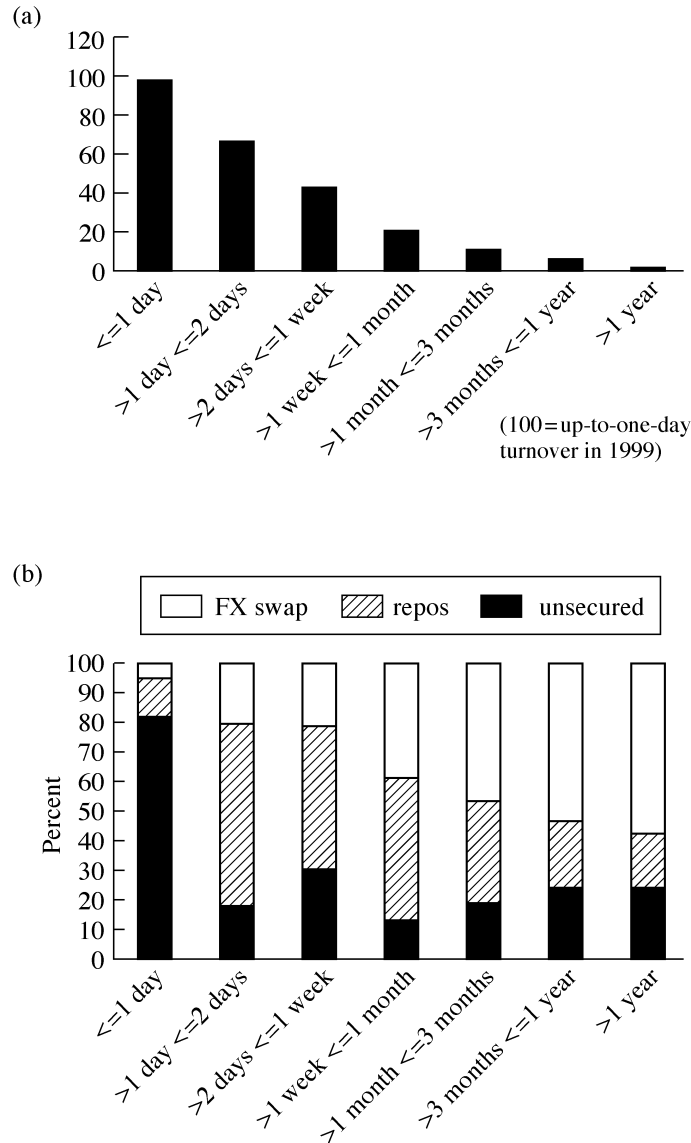 (a)
120
100
80
60
40
20
0
<=1 day
>1 day <=2 days
>2 days <=1 week
>1 week <=1 month
>1 month <=3 months
>3 months <=1 year
>1 year
(100=up-to-one-day
turnover in 1999)
(b)
FX swap repos unsecured
Percent
100
90
80
70
60
50
40
30
20
10
0
<=1 day
>1 day <=2 days
>2 days <=1 week
>1 week <=1 month
>1 month <=3 months
>3 months <=1 year
>1 year